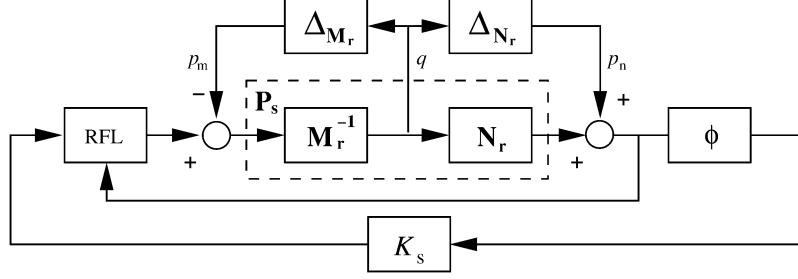 Δ_{M_r}
Δ_{N_r}
p_m
q
p_n
−
P_s
+
RFL
M_r^{-1}
N_r
ϕ
+
+
K_s